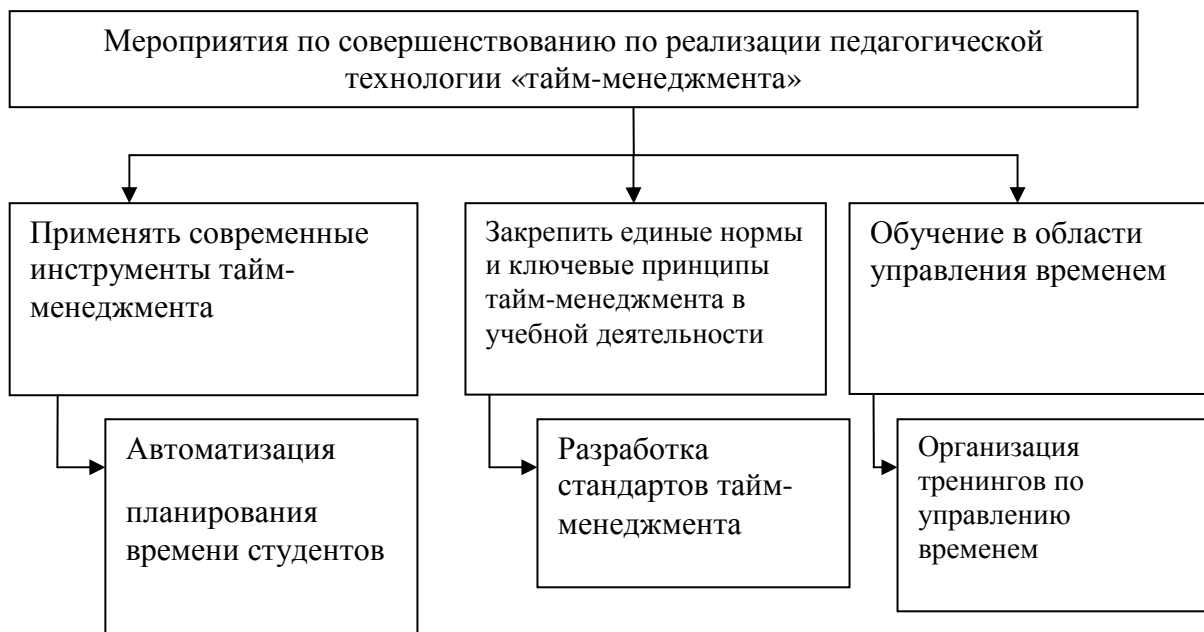 Мероприятия по совершенствованию по реализации педагогической
технологии «тайм-менеджмента»
Применять современные
инструменты тайм-
менеджмента
Закрепить единые нормы
и ключевые принципы
тайм-менеджмента в
учебной деятельности
Обучение в области
управления временем
Автоматизация
планирования
времени студентов
Разработка
стандартов тайм-
менеджмента
Организация
тренингов по
управлению
временем